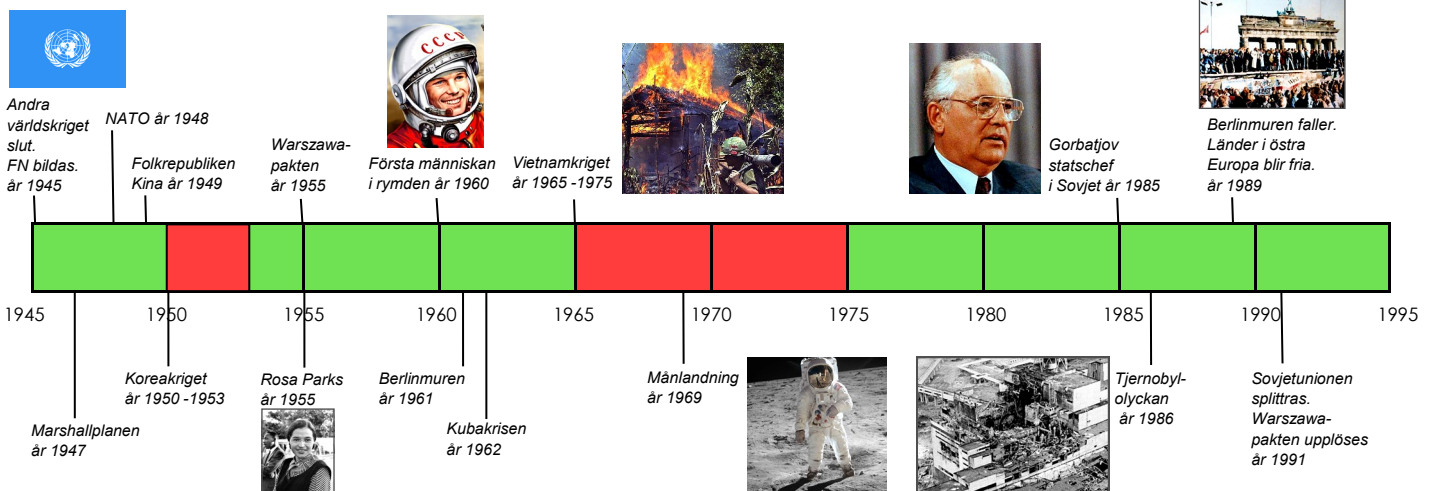 Andra
världskriget
slut.
FN bildas.
år 1945
NATO år 1948
Folkrepubliken
Kina år 1949
Warszawa-
pakten
år 1955
CCCP
Första människan
i rymden år 1960
Vietnamkriget
år 1965 -1975
Gorbatjov
statschef
i Sovjet år 1985
Berlinmuren faller.
Länder i östra
Europa blir fria.
år 1989
1945
1950
1955
1960
1965
1970
1975
1980
1985
1990
1995
Marshallplanen
år 1947
Koreakriget
år 1950 -1953
Rosa Parks
år 1955
Berlinmuren
år 1961
Kubakrisen
år 1962
Månlandning
år 1969
Tjernobyl-
olyckan
år 1986
Sovjetunionen
splittras.
Warszawa-
pakten upplöses
år 1991